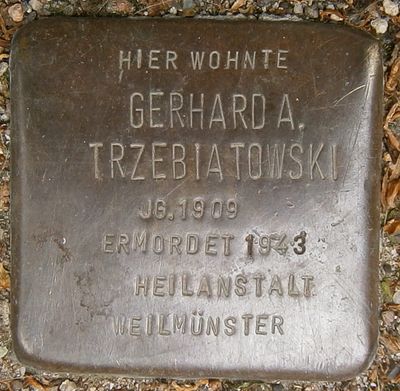 HIER WOHNTE
GERHARD A.
TRZEBIATOWSKI
JG. 1909
ERMORDET 1943
HEILANSTALT
WEILMÜNSTER